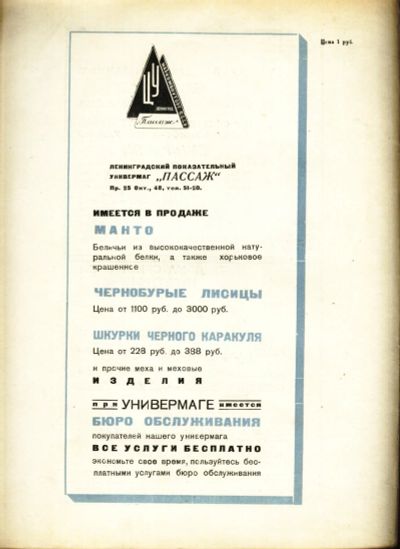 Цена 1 руб.
ЦУ
Пассаж
ЛЕНИНГРАДСКИЙ ПОКАЗАТЕЛЬНЫЙ
УНИВЕРМАГ „ПАССАЖ“
Пр. 25 Окт., 48, тел. 51-20.
ИМЕЕТСЯ В ПРОДАЖЕ
МАНТО
Беличьи из высококачественной нату-
ральной белки, а также хорьковое
крашенное
ЧЕРНОБУРЫЕ ЛИСИЦЫ
Цена от 1100 руб. до 3000 руб.
ШКУРКИ ЧЕРНОГО КАРАКУЛЯ
Цена от 228 руб. до 398 руб.
и прочие меха и меховые
ИЗДЕЛИЯ
при УНИВЕРМАГЕ имеется
БЮРО ОБСЛУЖИВАНИЯ
покупателей нашего универмага
ВСЕ УСЛУГИ БЕСПЛАТНО
экономьте свое время, пользуйтесь бес-
платными услугами бюро обслуживания